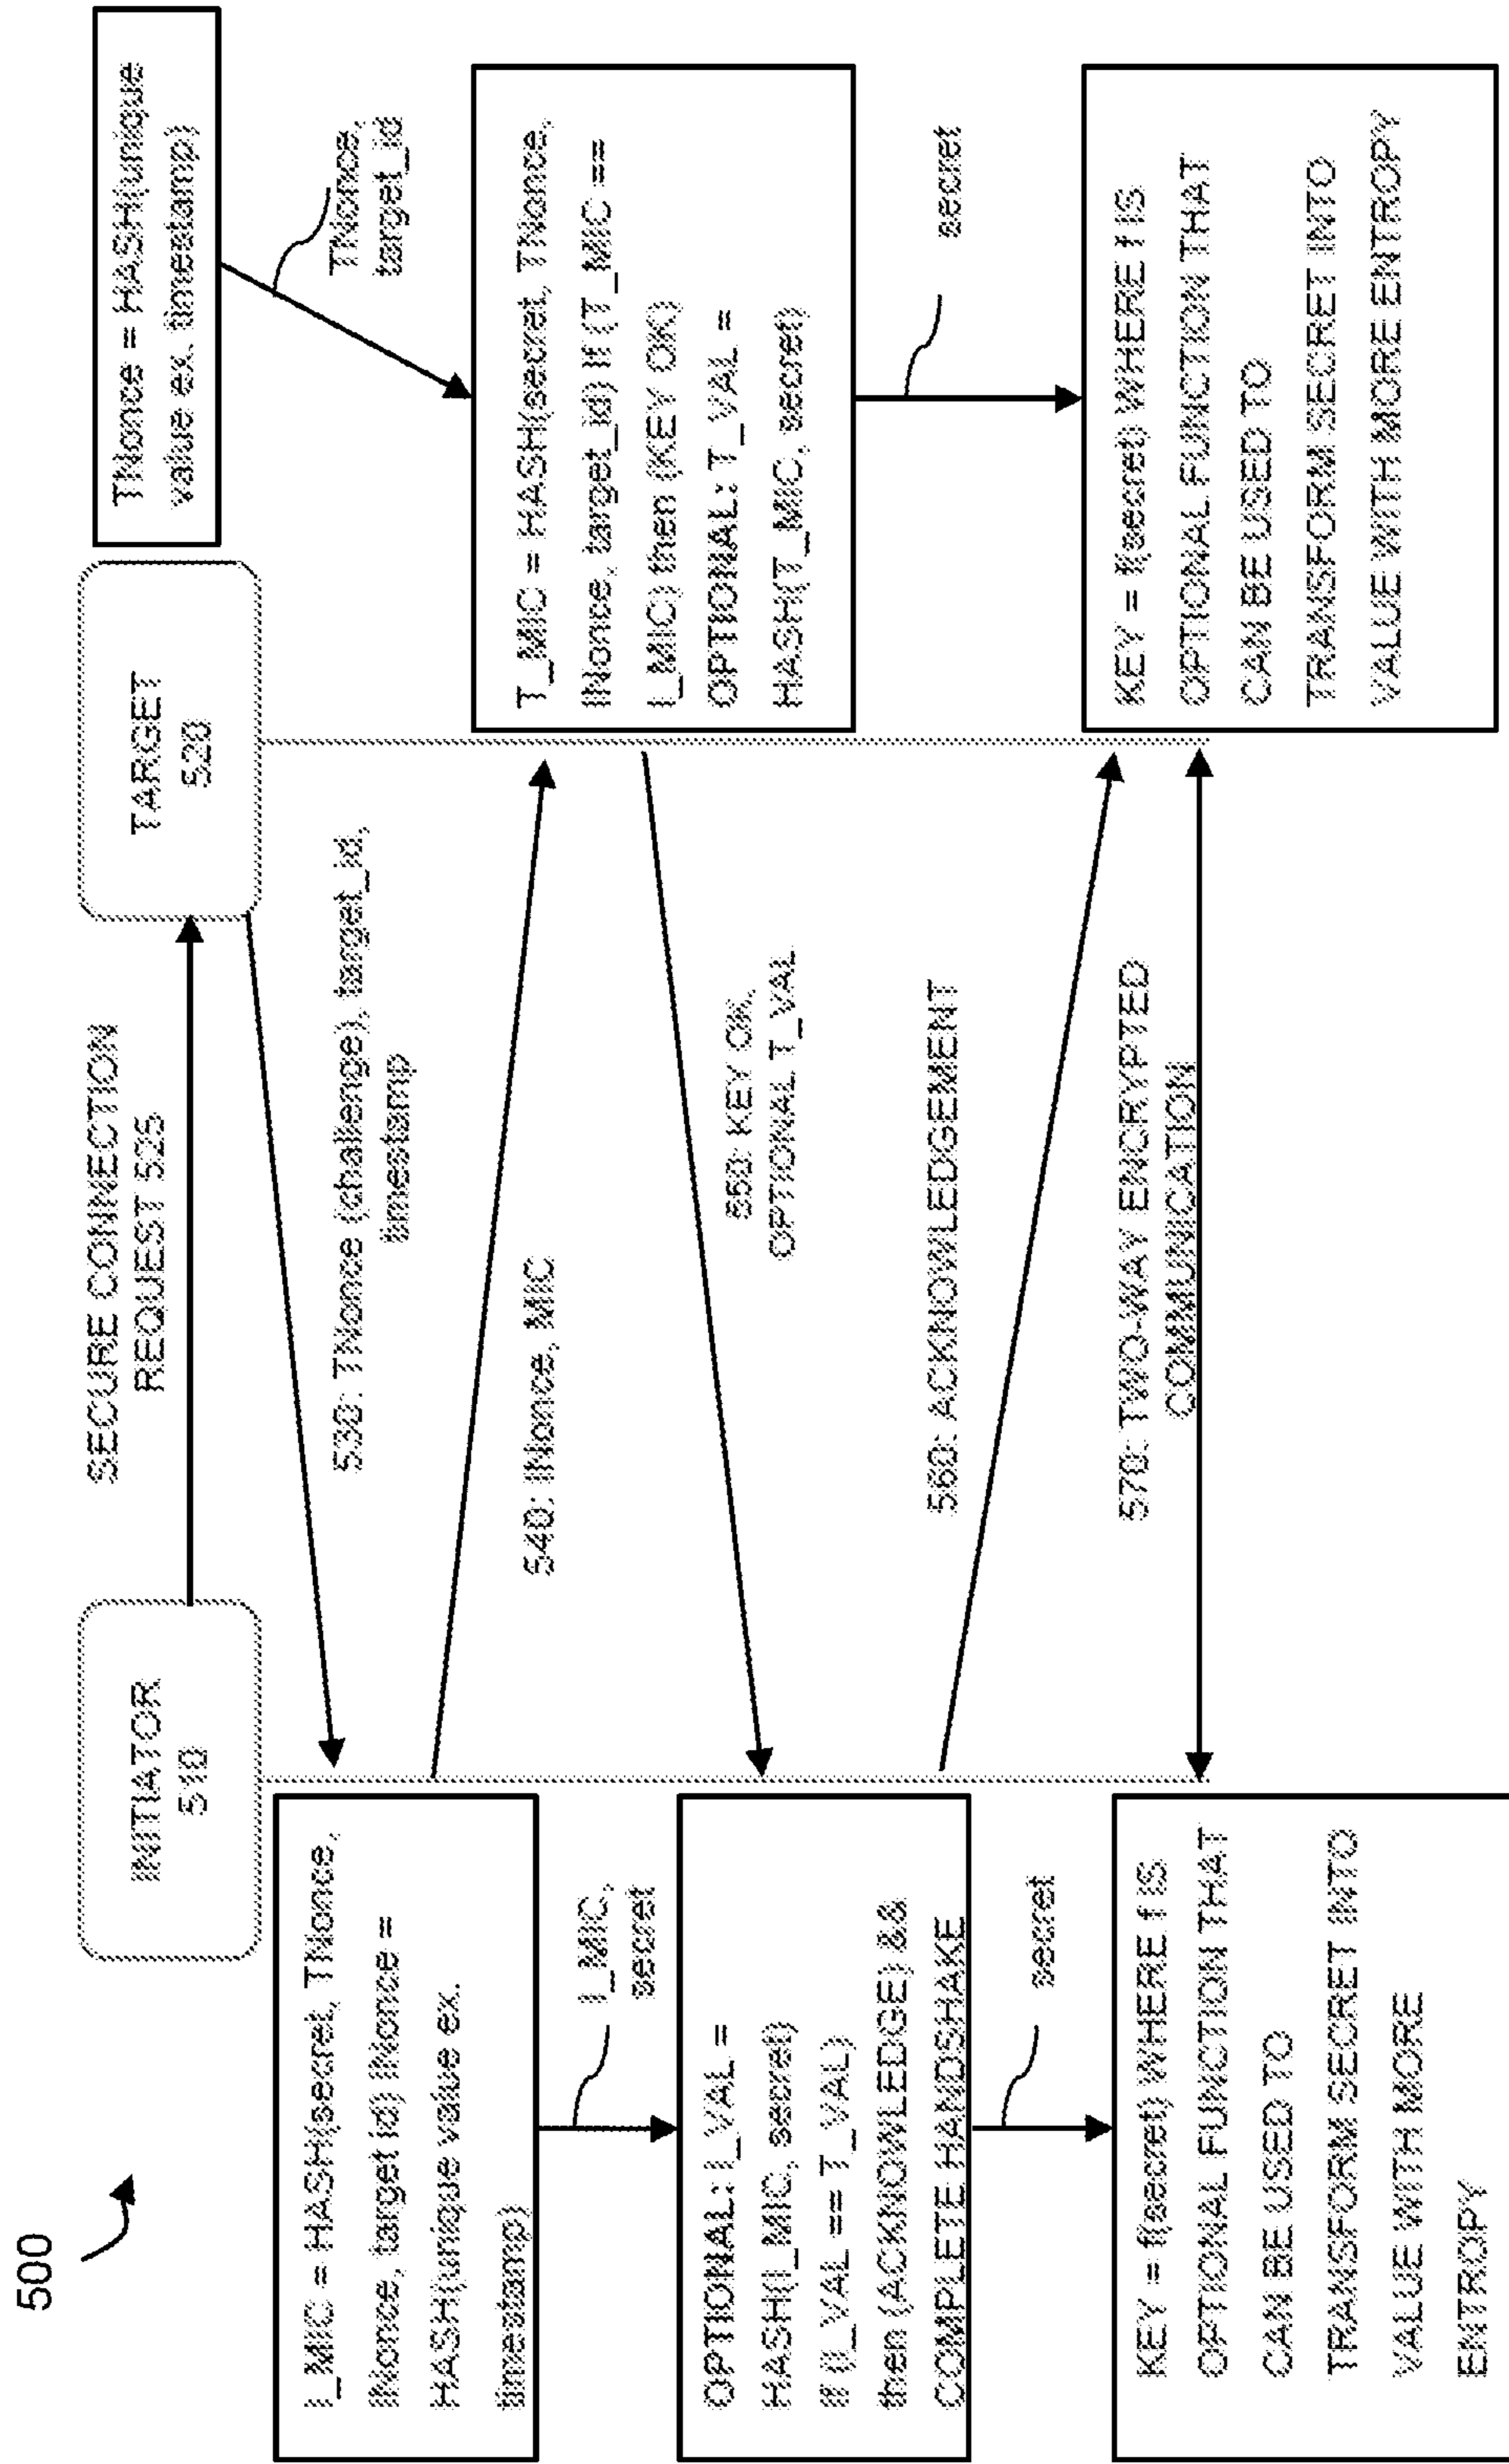 500
INITIATOR
510
SECURE CONNECTION
REQUEST 525
TARGET
520
TNonce = HASH(unique
value ex. timestamp)
TNonce,
target_id
530: TNonce (challenge), target_id,
timestamp
I_MIC = HASH(secret, TNonce,
INonce, target id) INonce =
HASH(unique value ex.
timestamp)
540: INonce, MIC
T_MIC = HASH(secret, TNonce,
INonce, target_id) If (T_MIC ==
I_MIC) then (KEY OK)
OPTIONAL: T_VAL =
HASH(T_MIC, secret)
I_MIC,
secret
550: KEY OK,
OPTIONAL T_VAL
OPTIONAL: I_VAL =
HASH(I_MIC, secret)
If (I_VAL == T_VAL)
then (ACKNOWLEDGE) &&
COMPLETE HANDSHAKE
560: ACKNOWLEDGEMENT
secret
secret
570: TWO-WAY ENCRYPTED
COMMUNICATION
KEY = f(secret) WHERE f IS
OPTIONAL FUNCTION THAT
CAN BE USED TO
TRANSFORM SECRET INTO
VALUE WITH MORE
ENTROPY
KEY = f(secret) WHERE f IS
OPTIONAL FUNCTION THAT
CAN BE USED TO
TRANSFORM SECRET INTO
VALUE WITH MORE ENTROPY